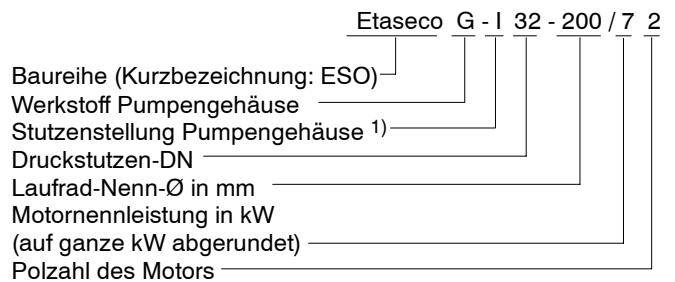 Etaseco G - I 32 - 200 / 7 2
Baureihe (Kurzbezeichnung: ESO)
Werkstoff Pumpengehäuse
Stutzenstellung Pumpengehäuse 1)
Druckstutzen-DN
Laufrad-Nenn-Ø in mm
Motornennleistung in kW
(auf ganze kW abgerundet)
Polzahl des Motors